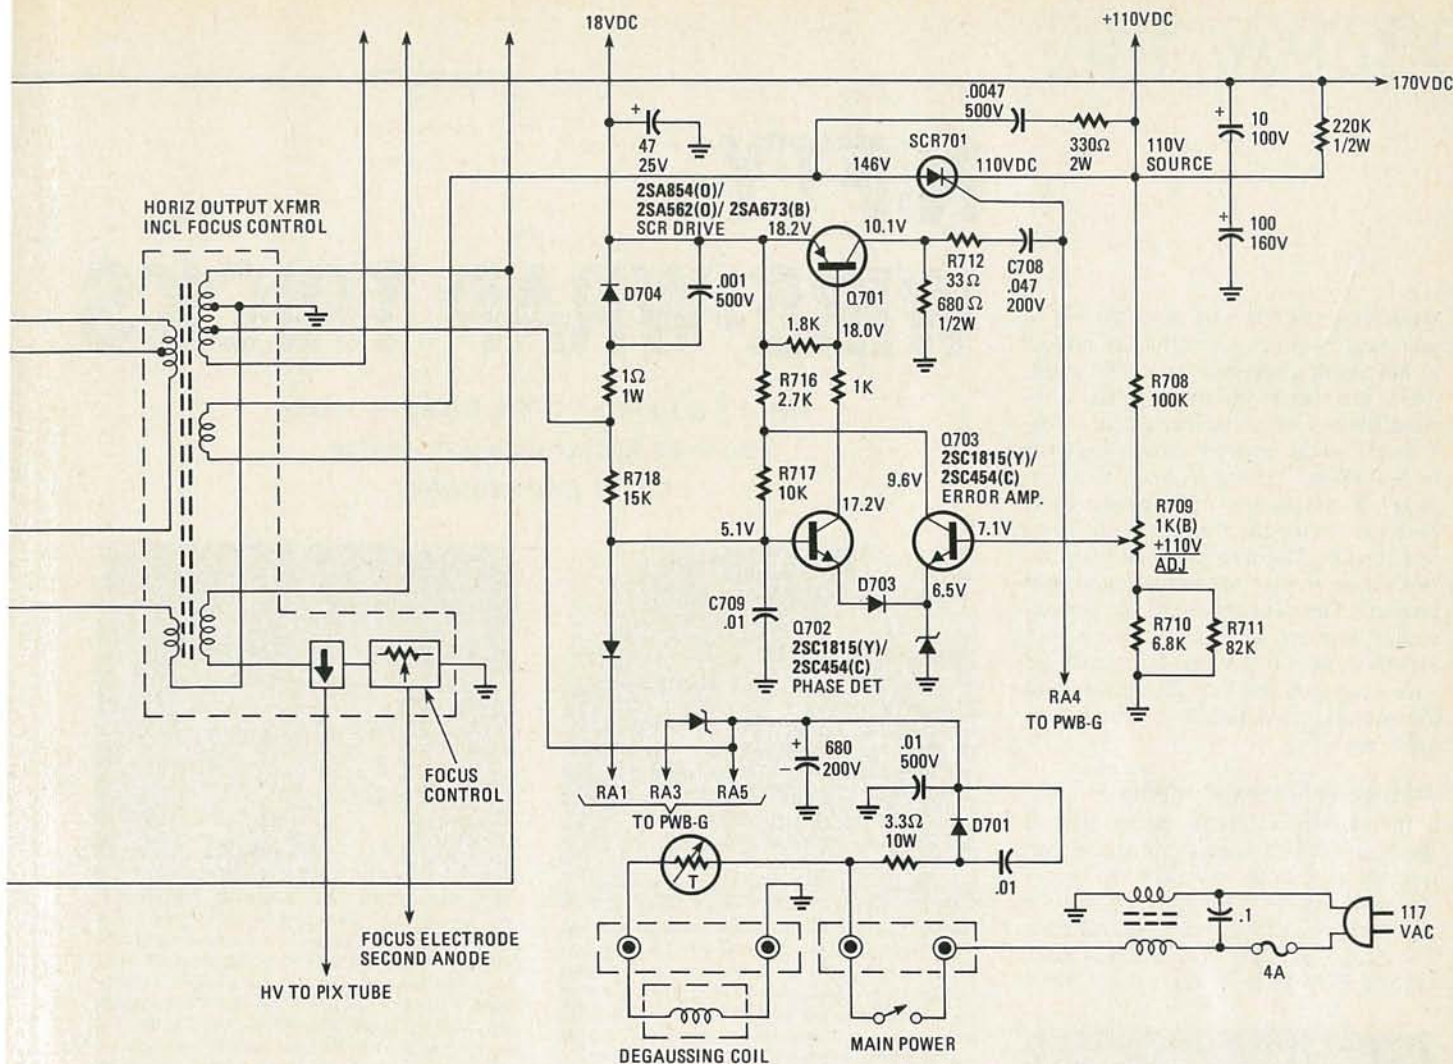 18VDC
+110VDC
170VDC
+
47
25V
.0047
500V
330Ω
2W
110V
SOURCE
+
10
100V
220K
1/2W
SCR701
146V
110VDC
+
100
160V
2SA854(O)/
2SA562(O)/ 2SA673(B)
SCR DRIVE
18.2V
10.1V
HORIZ OUTPUT XFMR
INCL FOCUS CONTROL
R712
33Ω
C708
.047
200V
680 Ω
1/2W
D704
.001
500V
Q701
1.8K
18.0V
1Ω
1W
R716
2.7K
1K
R708
100K
R718
15K
R717
10K
17.2V
9.6V
Q703
2SC1815(Y)/
2SC454(C)
ERROR AMP.
5.1V
7.1V
R709
1K(B)
+110V
ADJ
D703
6.5V
C709
.01
Q702
2SC1815(Y)/
2SC454(C)
PHASE DET
R710
6.8K
R711
82K
RA4
TO PWB-G
FOCUS
CONTROL
+
−
680
200V
.01
500V
RA1
RA3
RA5
TO PWB-G
3.3Ω
10W
D701
T
.01
.1
117
VAC
4A
FOCUS ELECTRODE
SECOND ANODE
HV TO PIX TUBE
DEGAUSSING COIL
MAIN POWER